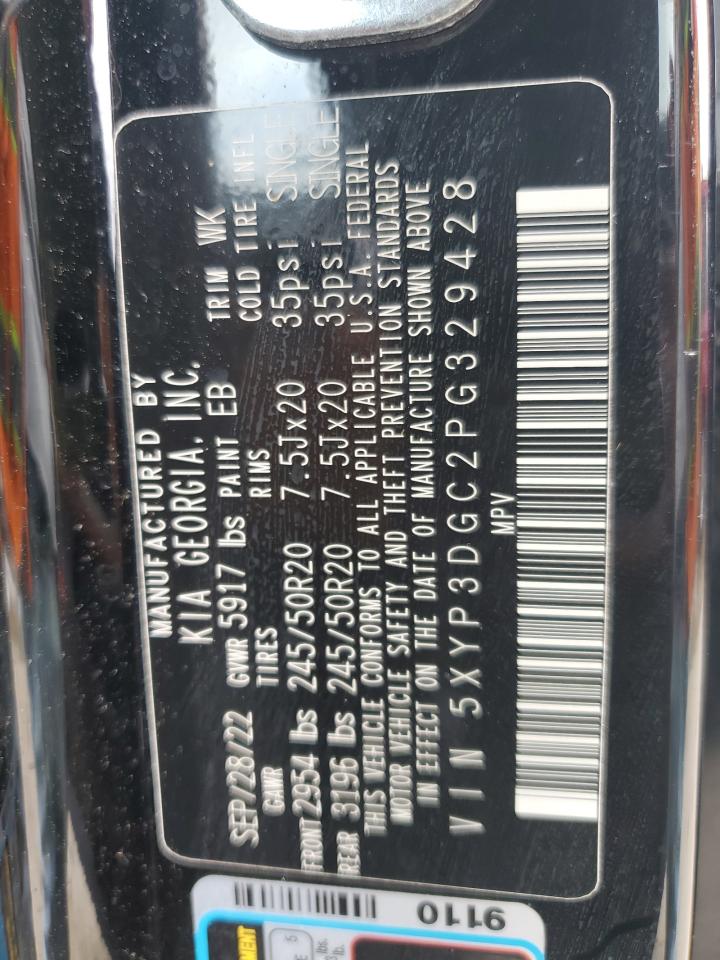 MANUFACTURED BY
KIA GEORGIA, INC.
SEP/28/22 GVWR 5917 lbs PAINT EB TRIM WK
GAWR TIRES RIMS COLD TIRE INFL
FRONT 2954 lbs 245/50R20 7.5Jx20 35psi SINGLE
REAR 3196 lbs 245/50R20 7.5Jx20 35psi SINGLE
THIS VEHICLE CONFORMS TO ALL APPLICABLE U.S.A. FEDERAL
MOTOR VEHICLE SAFETY AND THEFT PREVENTION STANDARDS
IN EFFECT ON THE DATE OF MANUFACTURE SHOWN ABOVE
VIN 5XYP3DGC2PG329428
MPV
9110
5
lbs.
lb.